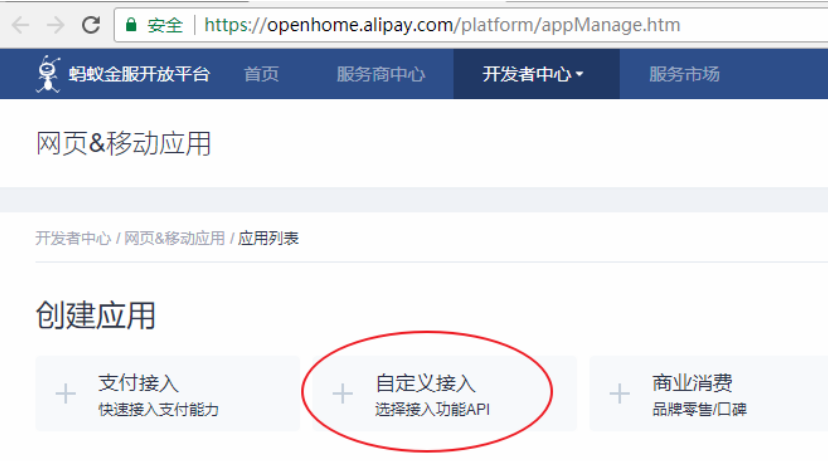 安全 https://openhome.alipay.com/platform/appManage.htm
蚂蚁金服开放平台 首页 服务商中心 开发者中心 服务市场
网页&移动应用
开发者中心 / 网页&移动应用 / 应用列表
创建应用
支付接入 自定义接入 商业消费
快速接入支付能力 选择接入功能API 品牌零售/口碑